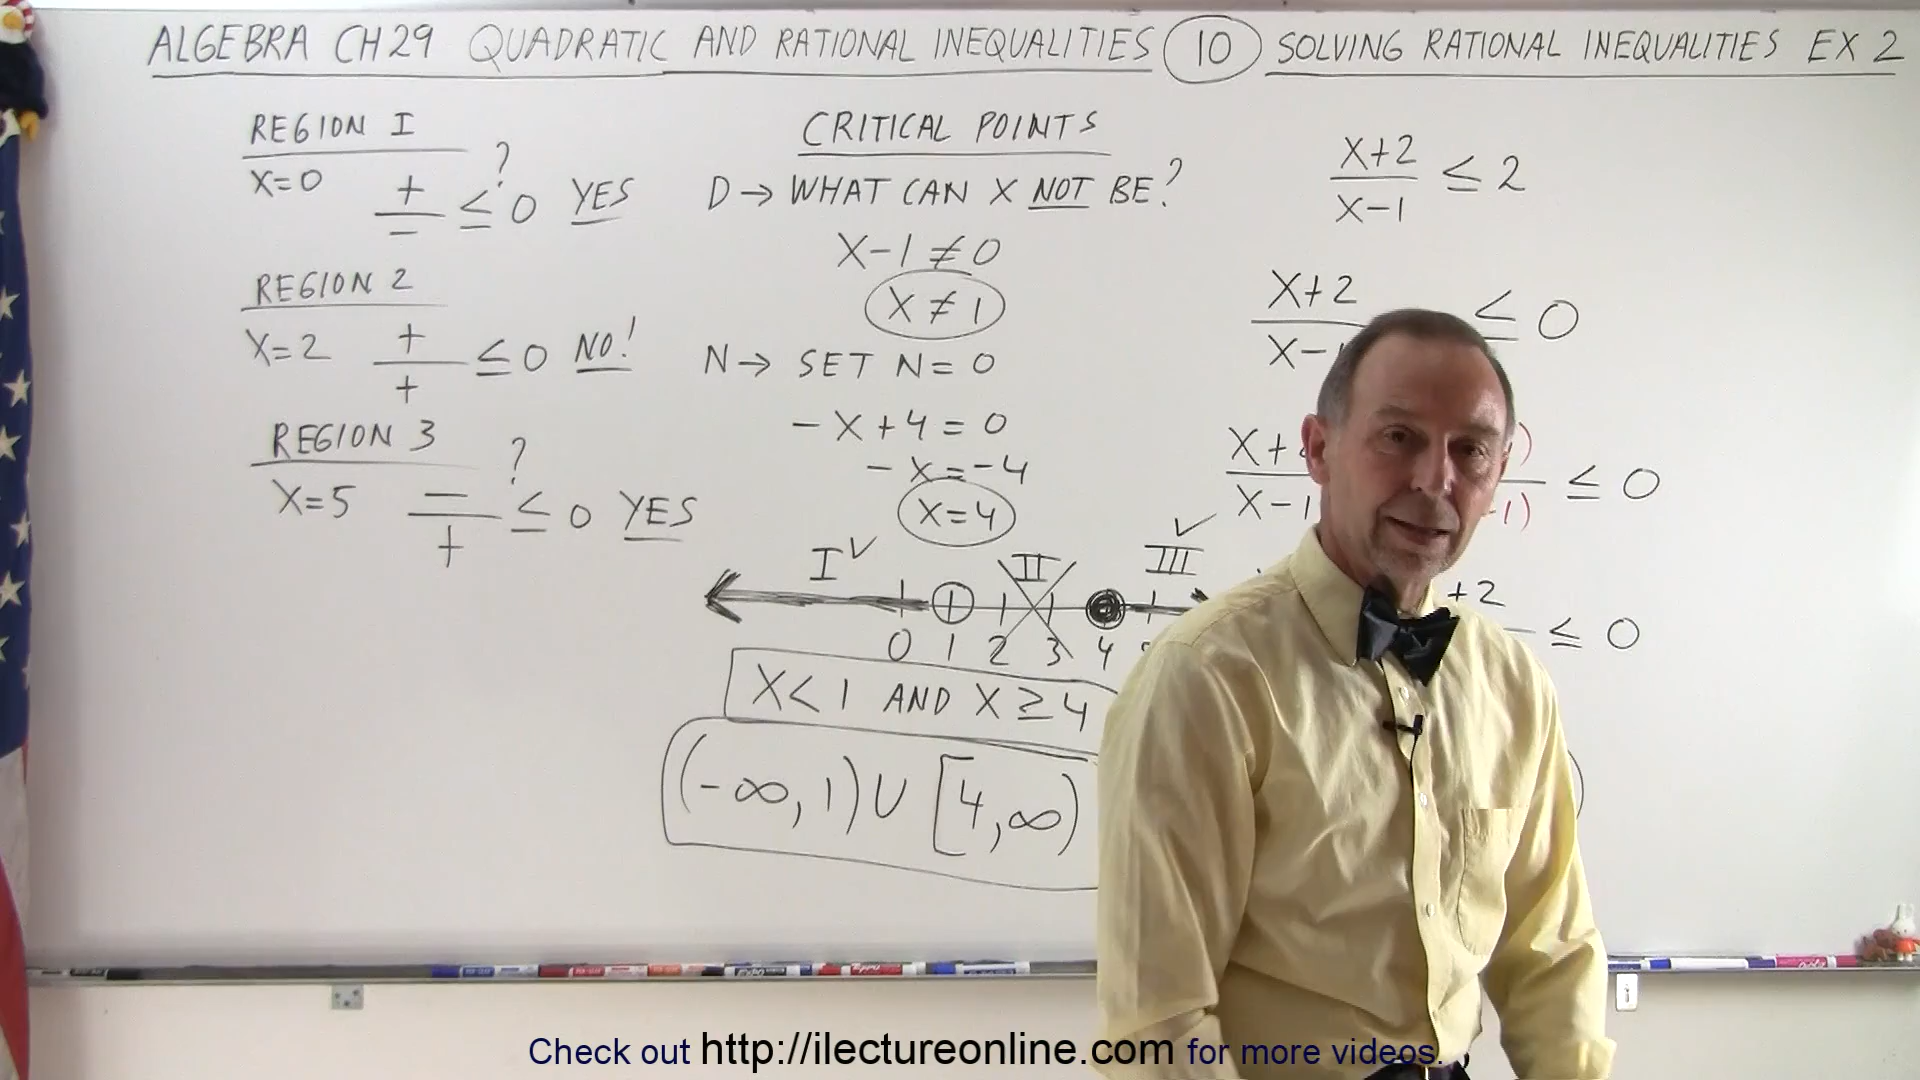 ALGEBRA CH29 QUADRATIC AND RATIONAL INEQUALITIES 10 SOLVING RATIONAL INEQUALITIES EX 2
REGION I
X=0 + / − ≤ 0 ? YES
REGION 2
X=2 + / + ≤ 0 NO!
REGION 3
X=5 − / + ≤ 0 ? YES
CRITICAL POINTS
D → WHAT CAN X NOT BE?
X−1 ≠ 0
X ≠ 1
N → SET N = 0
−X+4 = 0
−X = −4
X=4
I II III
0 1 2 3 4
X < 1 AND X ≥ 4
(-∞, 1) U [4, ∞)
X+2 / X−1 ≤ 2
X+2 / X− ≤ 0
X+ / X−1 ) / -1) ≤ 0
+2 ≤ 0
Check out http://ilectureonline.com for more videos.